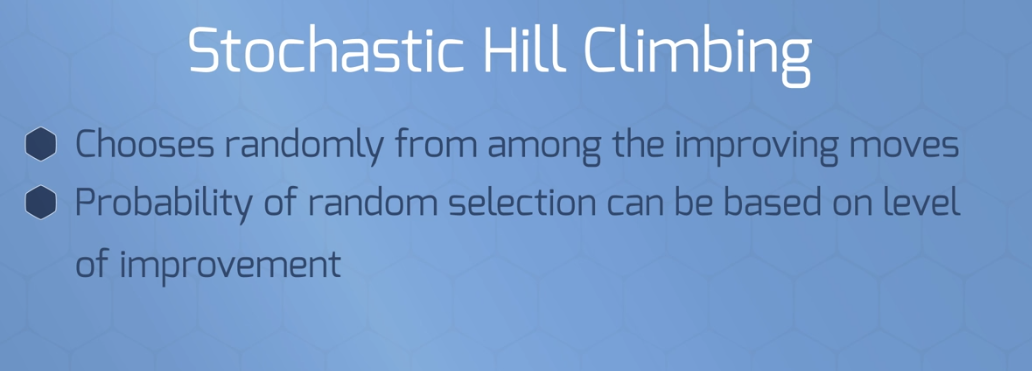 Stochastic Hill Climbing
Chooses randomly from among the improving moves
Probability of random selection can be based on level
of improvement